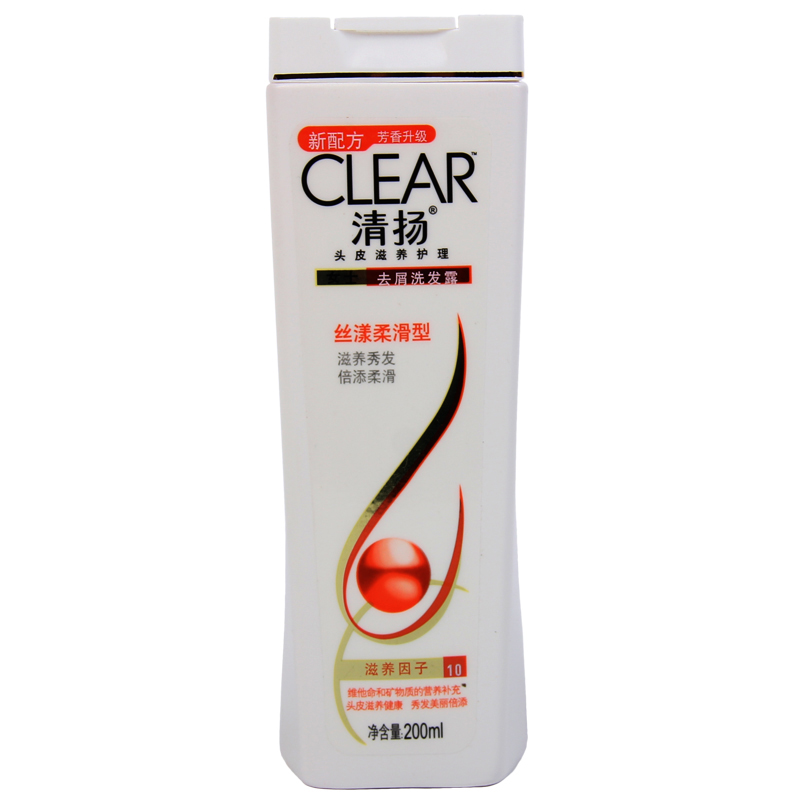 新配方 芳香升级
CLEAR™
清扬®
头皮滋养护理
去屑洗发露
丝漾柔滑型
滋养秀发
倍添柔滑
滋养因子 10
维他命和矿物质的营养补充
头皮滋养健康 秀发美丽倍添
净含量:200ml